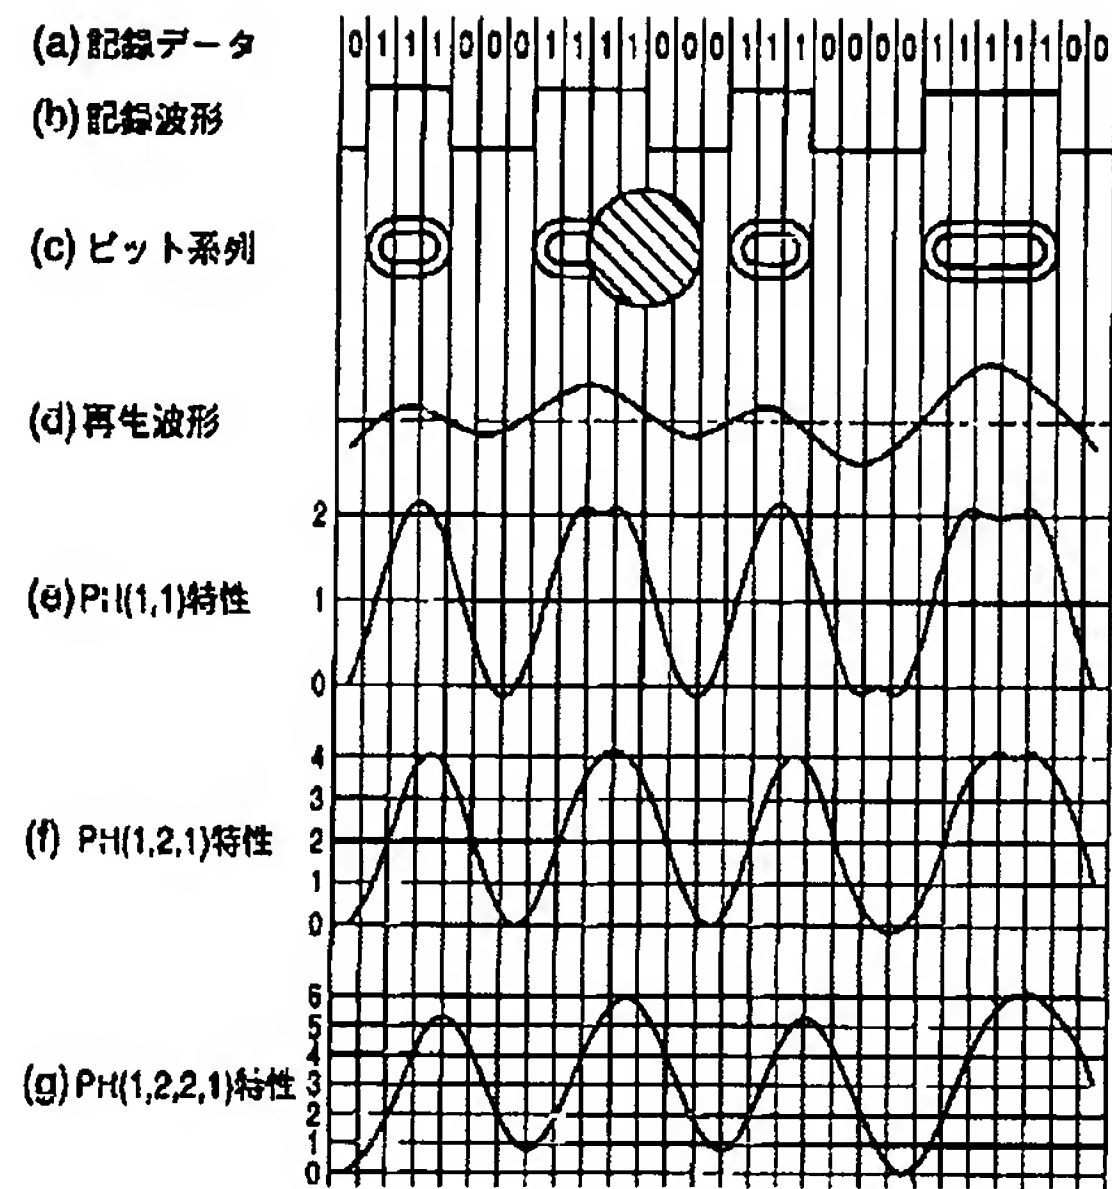 (a)記録データ 0 1 1 1 0 0 0 1 1 1 1 0 0 0 1 1 1 0 0 0 0 1 1 1 1 1 0 0
(b)記録波形
(c)ピット系列
(d)再生波形
2
(e)PR(1,1)特性 1
0
4
3
(f) PR(1,2,1)特性 2
1
0
6
5
4
(g)PR(1,2,2,1)特性 3
2
1
0